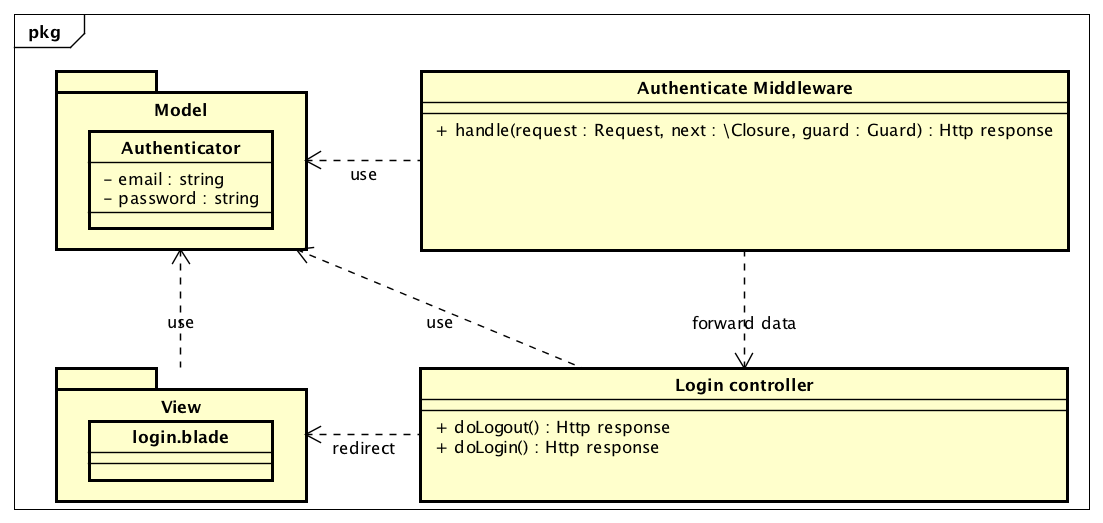 pkg
Model
Authenticator
- email : string
- password : string
Authenticate Middleware
+ handle(request : Request, next : \Closure, guard : Guard) : Http response
use
use
use
forward data
View
login.blade
redirect
Login controller
+ doLogout() : Http response
+ doLogin() : Http response